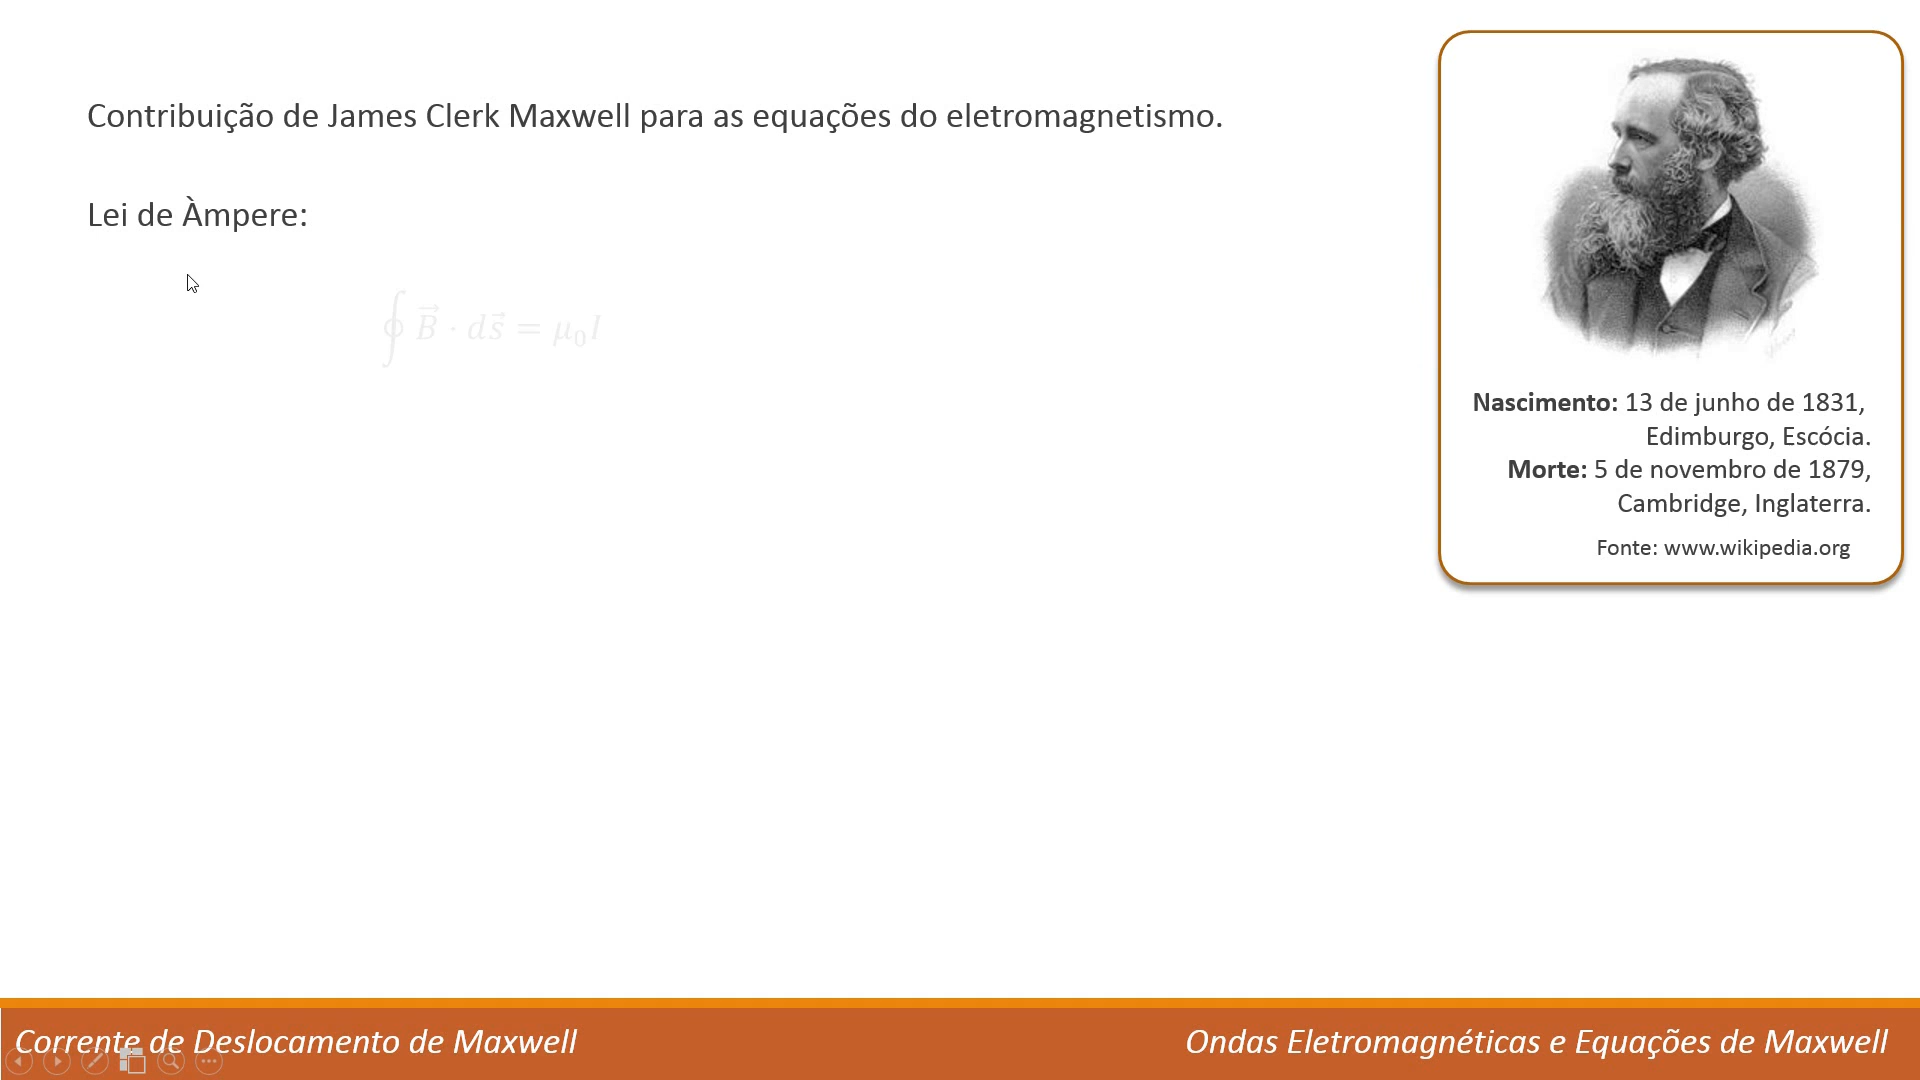 Contribuição de James Clerk Maxwell para as equações do eletromagnetismo.
Lei de Àmpere:
∮ B⃗ · ds⃗ = μ₀I
Nascimento: 13 de junho de 1831,
Edimburgo, Escócia.
Morte: 5 de novembro de 1879,
Cambridge, Inglaterra.
Fonte: www.wikipedia.org
Corrente de Deslocamento de Maxwell
Ondas Eletromagnéticas e Equações de Maxwell